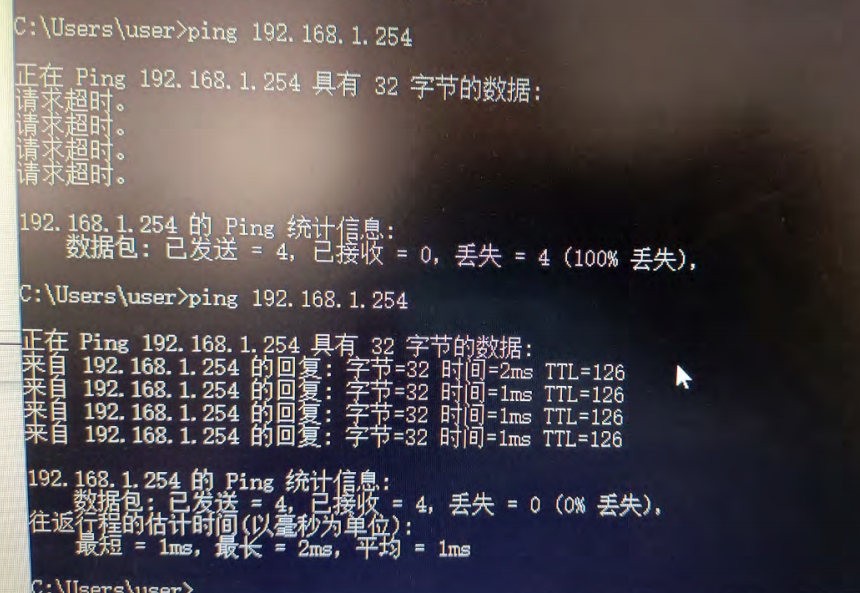 C:\Users\user>ping 192.168.1.254
正在 Ping 192.168.1.254 具有 32 字节的数据:
请求超时。
请求超时。
请求超时。
请求超时。
192.168.1.254 的 Ping 统计信息:
数据包: 已发送 = 4, 已接收 = 0, 丢失 = 4 (100% 丢失),
C:\Users\user>ping 192.168.1.254
正在 Ping 192.168.1.254 具有 32 字节的数据:
来自 192.168.1.254 的回复: 字节=32 时间=2ms TTL=126
来自 192.168.1.254 的回复: 字节=32 时间=1ms TTL=126
来自 192.168.1.254 的回复: 字节=32 时间=1ms TTL=126
来自 192.168.1.254 的回复: 字节=32 时间=1ms TTL=126
192.168.1.254 的 Ping 统计信息:
数据包: 已发送 = 4, 已接收 = 4, 丢失 = 0 (0% 丢失),
往返行程的估计时间(以毫秒为单位):
最短 = 1ms, 最长 = 2ms, 平均 = 1ms
C:\Users\user>